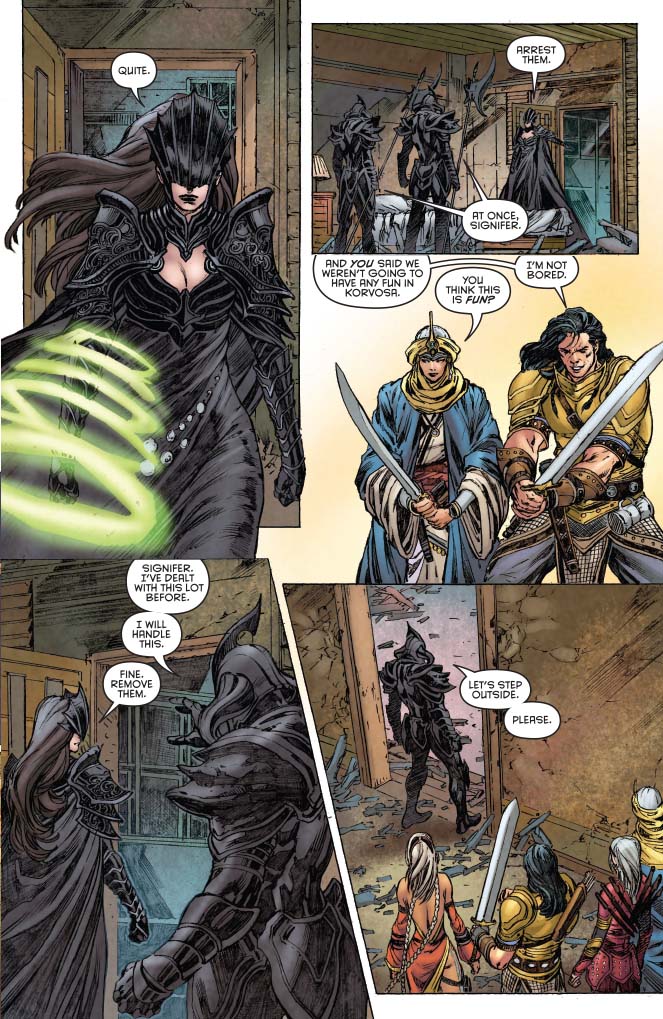 QUITE.
ARREST
THEM.
AT ONCE,
SIGNIFER.
AND YOU SAID WE
WEREN'T GOING TO
HAVE ANY FUN IN
KORVOSA.
YOU
THINK THIS
IS FUN?
I'M NOT
BORED.
SIGNIFER.
I'VE DEALT
WITH THIS LOT
BEFORE.
I WILL
HANDLE
THIS.
FINE.
REMOVE
THEM.
LET'S STEP
OUTSIDE.
PLEASE.